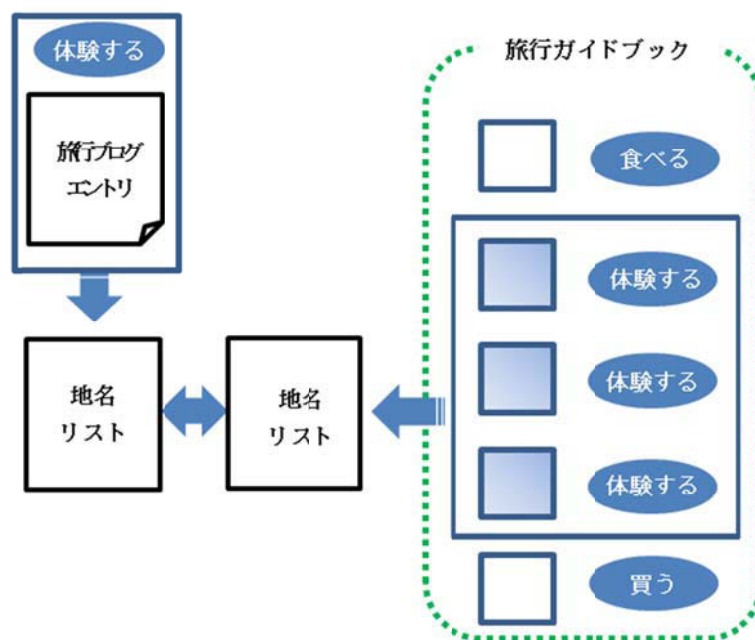 体験する
旅行ブログ
エントリ
地名
リスト
地名
リスト
旅行ガイドブック
食べる
体験する
体験する
体験する
買う